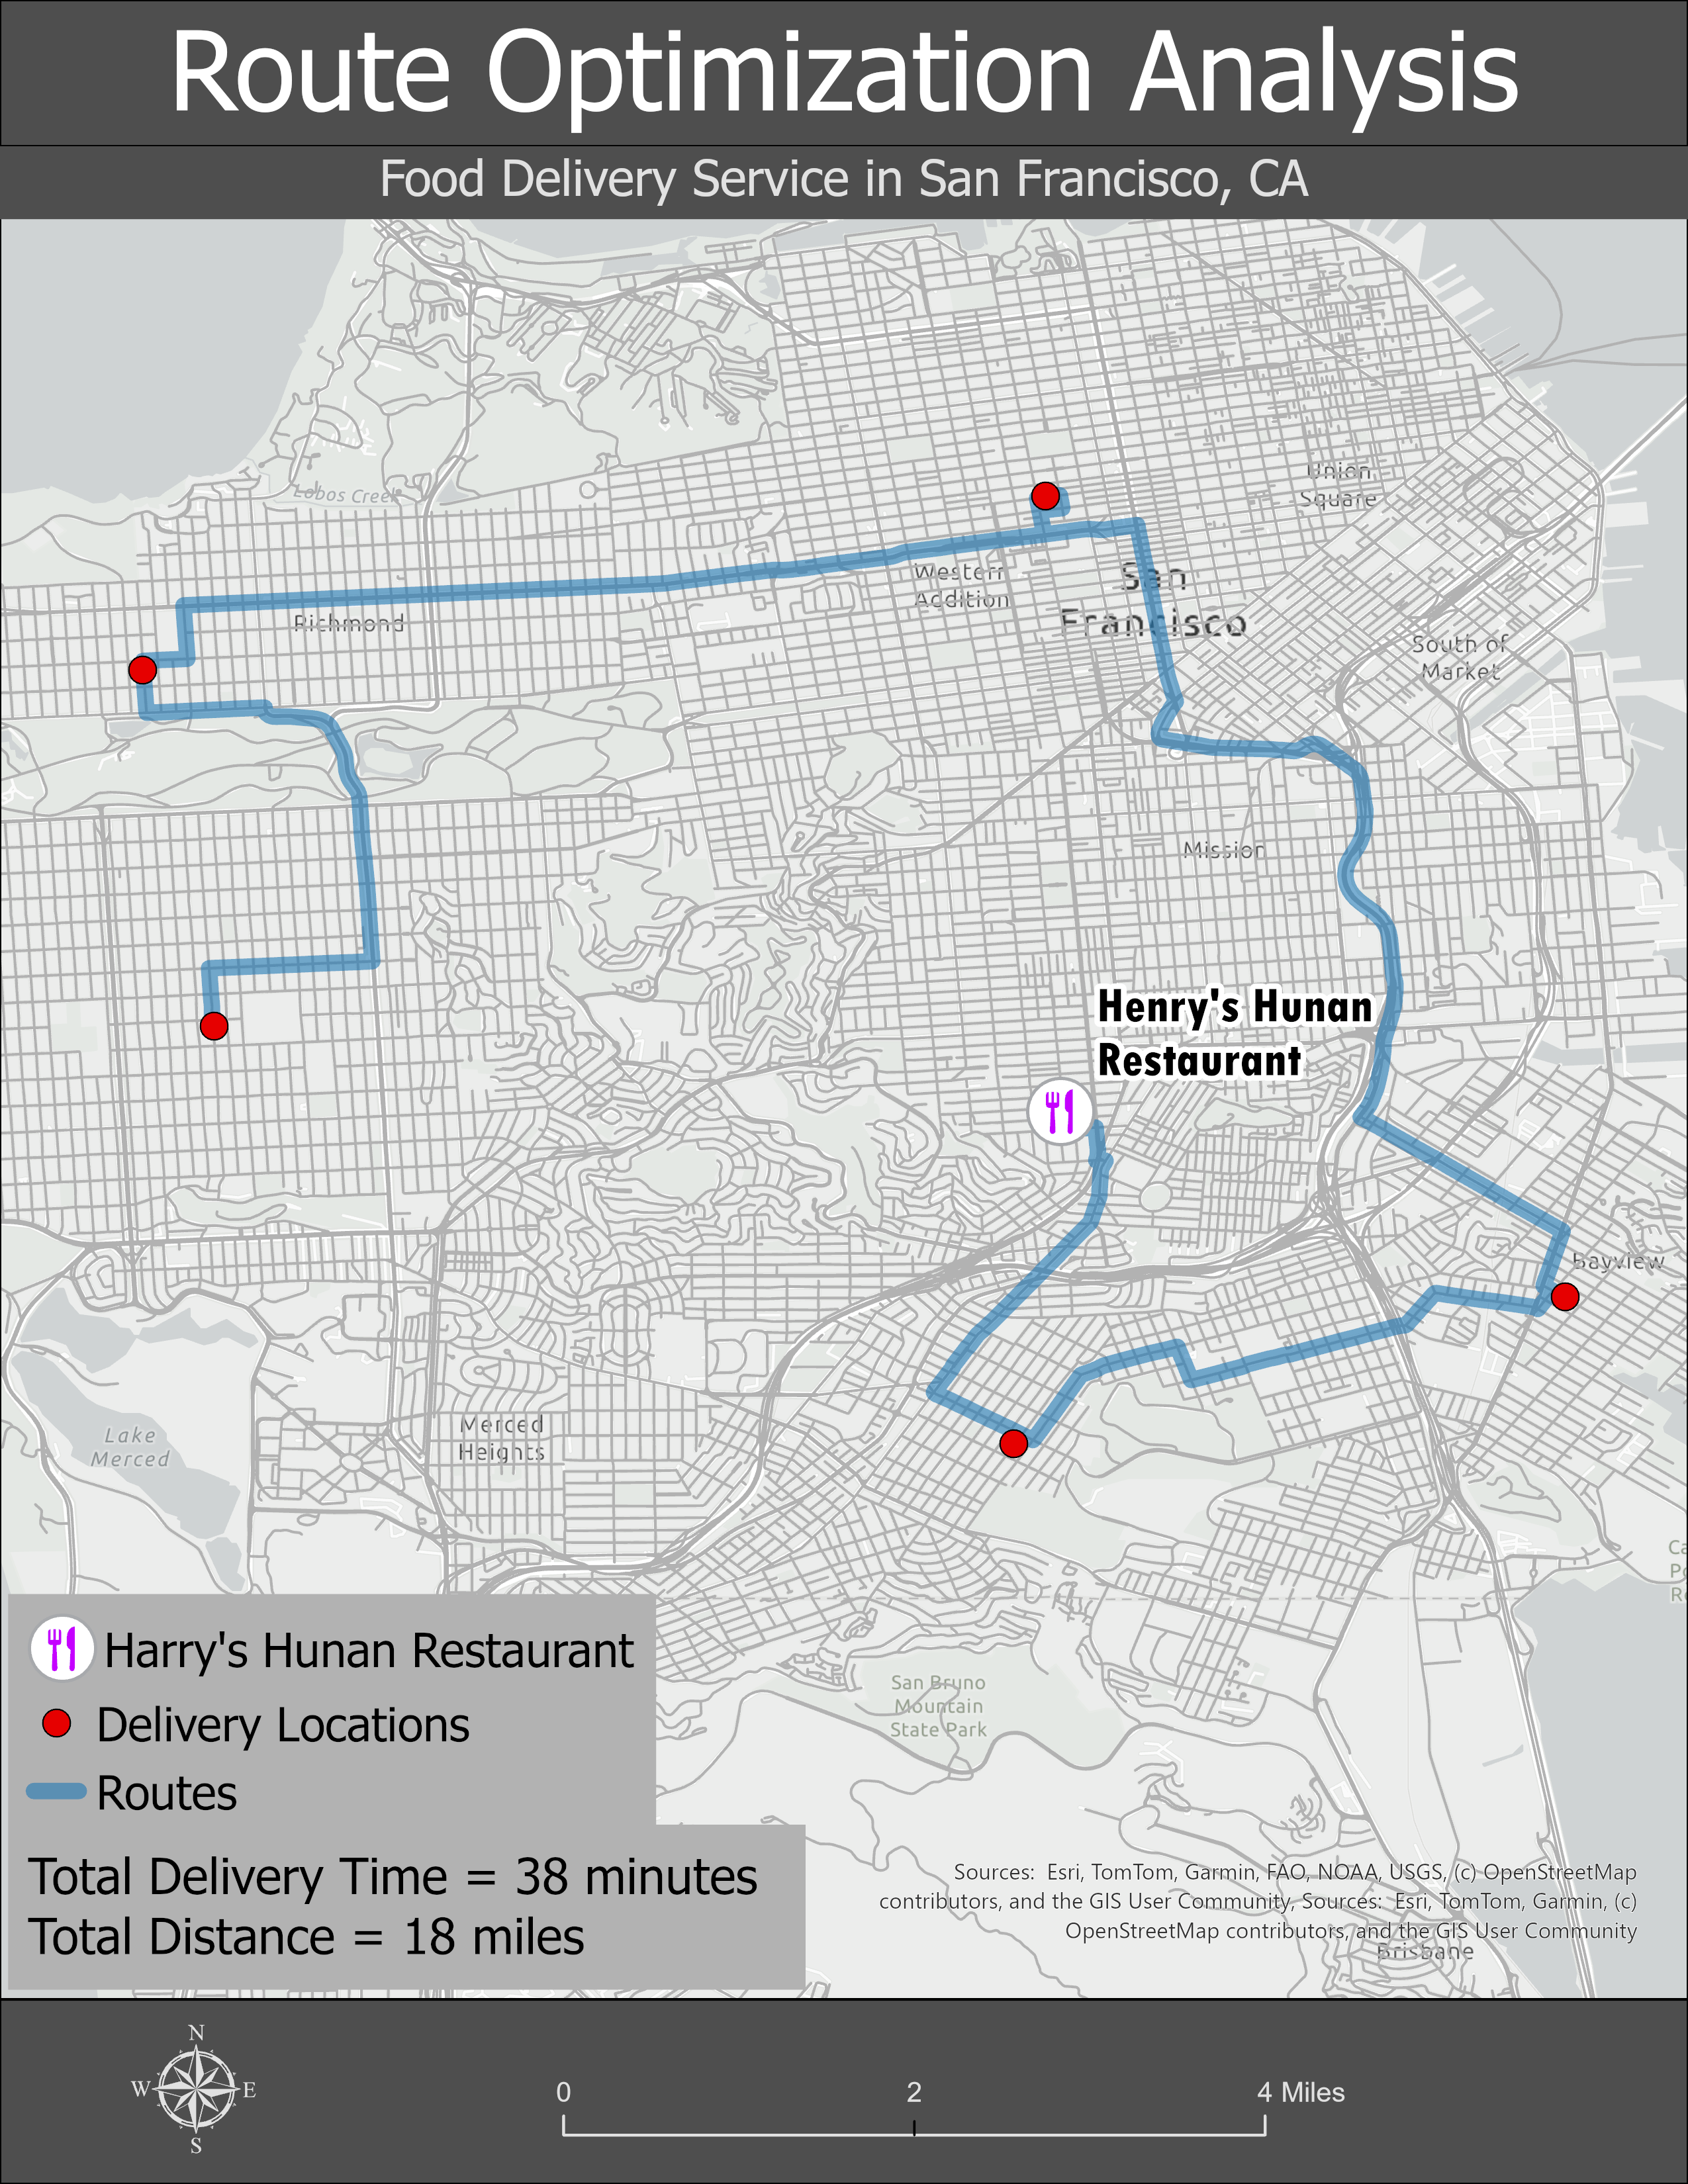 Route Optimization Analysis
Food Delivery Service in San Francisco, CA
Lobos Creek
Union
Square
Western
Addition
San
Francisco
Richmond
South of
Market
Mission
Henry's Hunan
Restaurant
Bayview
Lake
Merced
Merced
Heights
Ca
Po
Re
San Bruno
Mountain
State Park
Harry's Hunan Restaurant
Delivery Locations
Routes
Total Delivery Time = 38 minutes
Total Distance = 18 miles
Sources: Esri, TomTom, Garmin, FAO, NOAA, USGS, (c) OpenStreetMap
contributors, and the GIS User Community, Sources: Esri, TomTom, Garmin, (c)
OpenStreetMap contributors, and the GIS User Community
Brisbane
N
W E
S
0 2 4 Miles